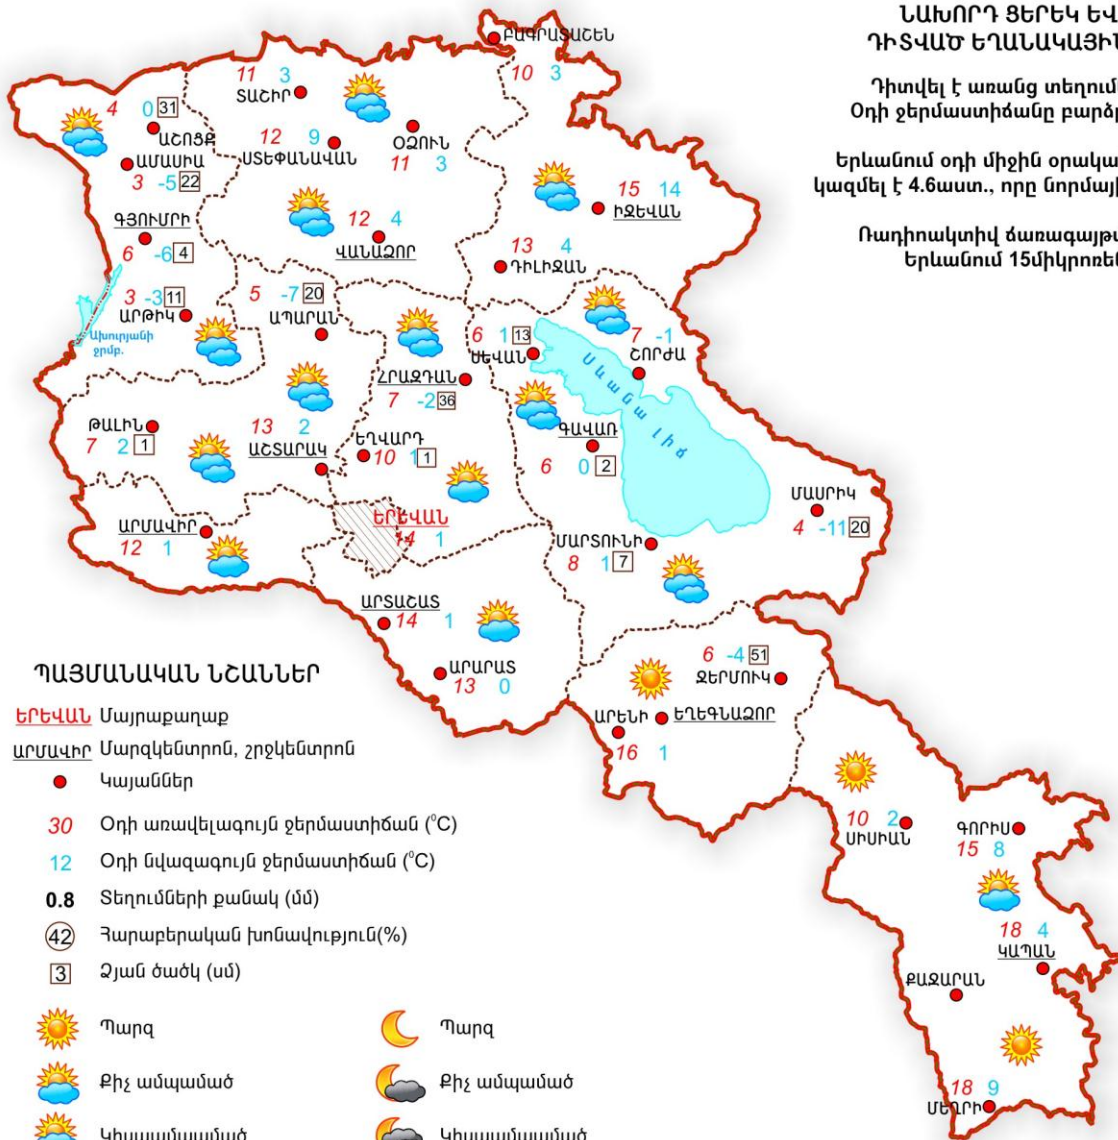 ՆԱԽՈՐԴ ՑԵՐԵԿ ԵՎ
ԴԻՏՎԱԾ ԵՂԱՆԱԿԱՅԻՆ
Դիտվել է առանց տեղում
Օդի ջերմաստիճանը բարձր
Երևանում օդի միջին օրակա
կազմել է 4.6աստ., որը նորմայի
Ռադիոակտիվ ճառագայթ
Երևանում 15միկրոռեն
ԲԱԳՐԱՏԱՇԵՆ
10 3
11 3
ՏԱՇԻՐ
4 0 31
ԱՇՈՑՔ
ԱՄԱՍԻԱ
3 -5 22
12 9
ՍՏԵՓԱՆԱՎԱՆ
ՕՁՈՒՆ
11 3
15 14
ԻՋԵՎԱՆ
ԳՅՈՒՄՐԻ
6 -6 4
12 4
ՎԱՆԱՁՈՐ
13 4
ԴԻԼԻՋԱՆ
3 -3 11
ԱՐԹԻԿ
Ախուրյանի
ջրմբ.
5 -7 20
ԱՊԱՐԱՆ
6 1 13
ՍԵՎԱՆ
7 -1
ՇՈՐԺԱ
Սևանա լիճ
ՀՐԱԶԴԱՆ
7 -2 36
ԹԱԼԻՆ
7 2 1
13 2
ԱՇՏԱՐԱԿ
ԵՂՎԱՐԴ
10 1 1
ԳԱՎԱՌ
6 0 2
ՄԱՍՐԻԿ
4 -11 20
ԱՐՄԱՎԻՐ
12 1
ԵՐԵՎԱՆ
14 1
ՄԱՐՏՈՒՆԻ
8 1 7
ԱՐՏԱՇԱՏ
14 1
ԱՐԱՐԱՏ
13 0
6 -4 51
ՋԵՐՄՈՒԿ
ԱՐԵՆԻ
ԵՂԵԳՆԱՁՈՐ
16 1
10 2
ՍԻՍԻԱՆ
ԳՈՐԻՍ
15 8
18 4
ԿԱՊԱՆ
ՔԱՋԱՐԱՆ
18 9
ՄԵՂՐԻ
ՊԱՅՄԱՆԱԿԱՆ ՆՇԱՆՆԵՐ
ԵՐԵՎԱՆ Մայրաքաղաք
ԱՐՄԱՎԻՐ Մարզկենտրոն, շրջկենտրոն
Կայաններ
30 Օդի առավելագույն ջերմաստիճան (⁰C)
12 Օդի նվազագույն ջերմաստիճան (⁰C)
0.8 Տեղումների քանակ (մմ)
42 Հարաբերական խոնավություն(%)
3 Ձյան ծածկ (սմ)
Պարզ Պարզ
Քիչ ամպամած Քիչ ամպամած